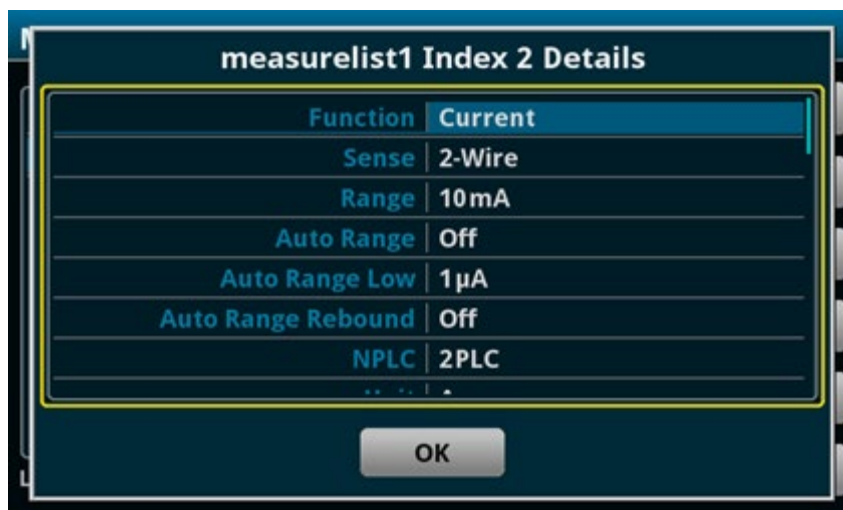 measurelist1 Index 2 Details
Function Current
Sense 2-Wire
Range 10mA
Auto Range Off
Auto Range Low 1µA
Auto Range Rebound Off
NPLC 2PLC
OK